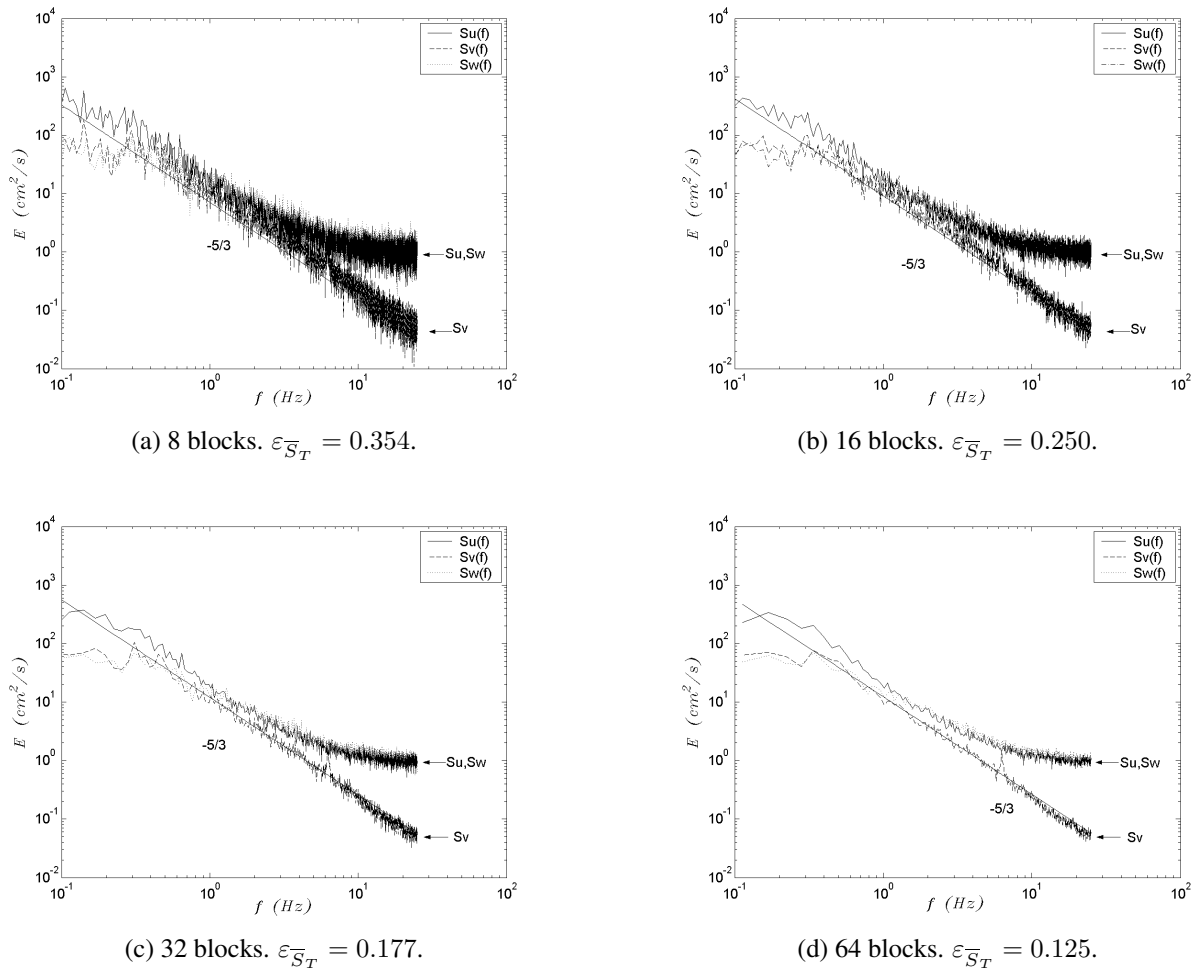 10^4
10^3
10^2
10^1
10^0
10^-1
10^-2
E (cm^2/s)
Su(f)
Sv(f)
Sw(f)
-5/3
Su,Sw
Sv
10^-1 10^0 10^1 10^2
f (Hz)
(a) 8 blocks. ε_{\overline{S}_T} = 0.354.
10^4
10^3
10^2
10^1
10^0
10^-1
10^-2
E (cm^2/s)
Su(f)
Sv(f)
Sw(f)
-5/3
Su,Sw
Sv
10^-1 10^0 10^1 10^2
f (Hz)
(b) 16 blocks. ε_{\overline{S}_T} = 0.250.
10^4
10^3
10^2
10^1
10^0
10^-1
10^-2
E (cm^2/s)
Su(f)
Sv(f)
Sw(f)
-5/3
Su,Sw
Sv
10^-1 10^0 10^1 10^2
f (Hz)
(c) 32 blocks. ε_{\overline{S}_T} = 0.177.
10^4
10^3
10^2
10^1
10^0
10^-1
10^-2
E (cm^2/s)
Su(f)
Sv(f)
Sw(f)
-5/3
Su,Sw
Sv
10^-1 10^0 10^1 10^2
f (Hz)
(d) 64 blocks. ε_{\overline{S}_T} = 0.125.